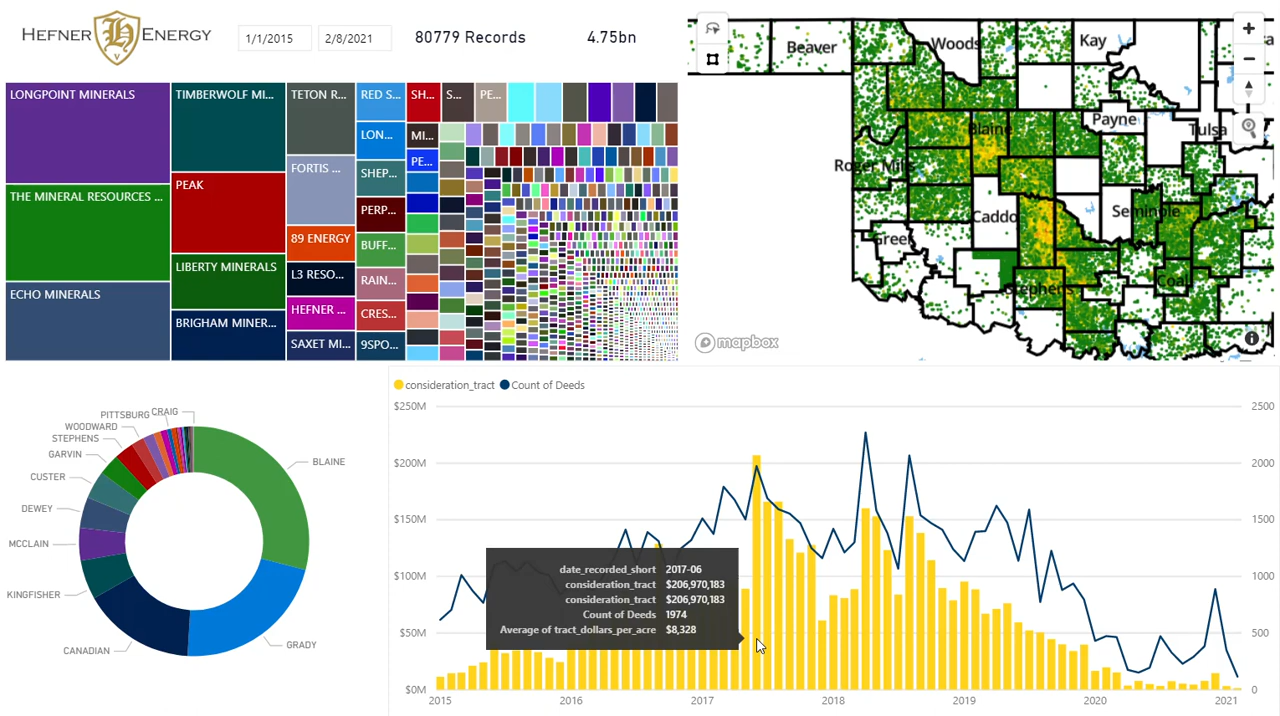 HEFNER ENERGY
1/1/2015
2/8/2021
80779 Records
4.75bn
LONGPOINT MINERALS
THE MINERAL RESOURCES ...
ECHO MINERALS
TIMBERWOLF MI...
PEAK
LIBERTY MINERALS
BRIGHAM MINER...
TETON R...
FORTIS ...
89 ENERGY
L3 RESO...
HEFNER ...
SAXET MI...
RED S...
LON...
SHEP...
PERP...
BUFF...
RAIN...
CRES...
9SPO...
SH...
MI...
PE...
S...
PE...
Beaver
Woods
Kay
Blaine
Payne
Tulsa
Roger Mills
Caddo
Seminole
Greer
Stephens
Coal
mapbox
PITTSBURG
CRAIG
WOODWARD
STEPHENS
GARVIN
CUSTER
DEWEY
MCCLAIN
KINGFISHER
CANADIAN
BLAINE
GRADY
consideration_tract Count of Deeds
$250M 2500
$200M 2000
$150M 1500
$100M 1000
$50M 500
$0M 0
date_recorded_short 2017-06
consideration_tract $206,970,183
consideration_tract $206,970,183
Count of Deeds 1974
Average of tract_dollars_per_acre $8,328
2015 2016 2017 2018 2019 2020 2021